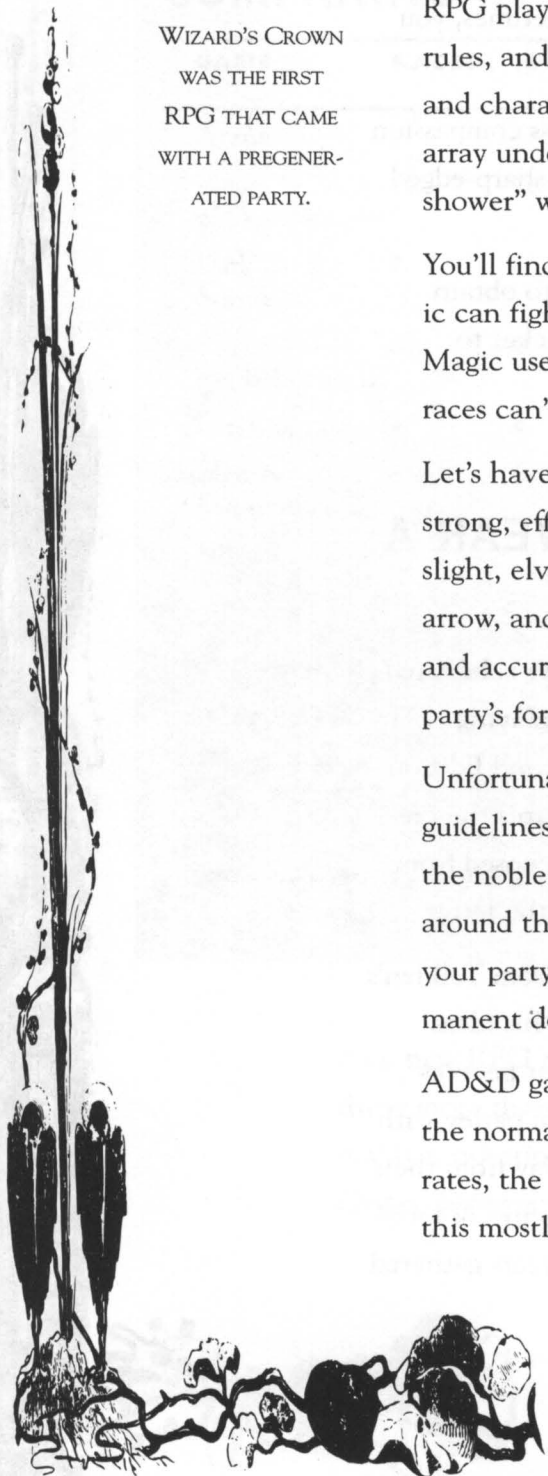 WIZARD'S CROWN
WAS THE FIRST
RPG THAT CAME
WITH A PREGENER-
ATED PARTY.
RPG play
rules, and
and chara
array unde
shower" w
You'll find
ic can figh
Magic use
races can'
Let's have
strong, eff
slight, elv
arrow, and
and accur
party's for
Unfortuna
guidelines
the noble
around th
your party
manent de
AD&D ga
the norma
rates, the
this mostl